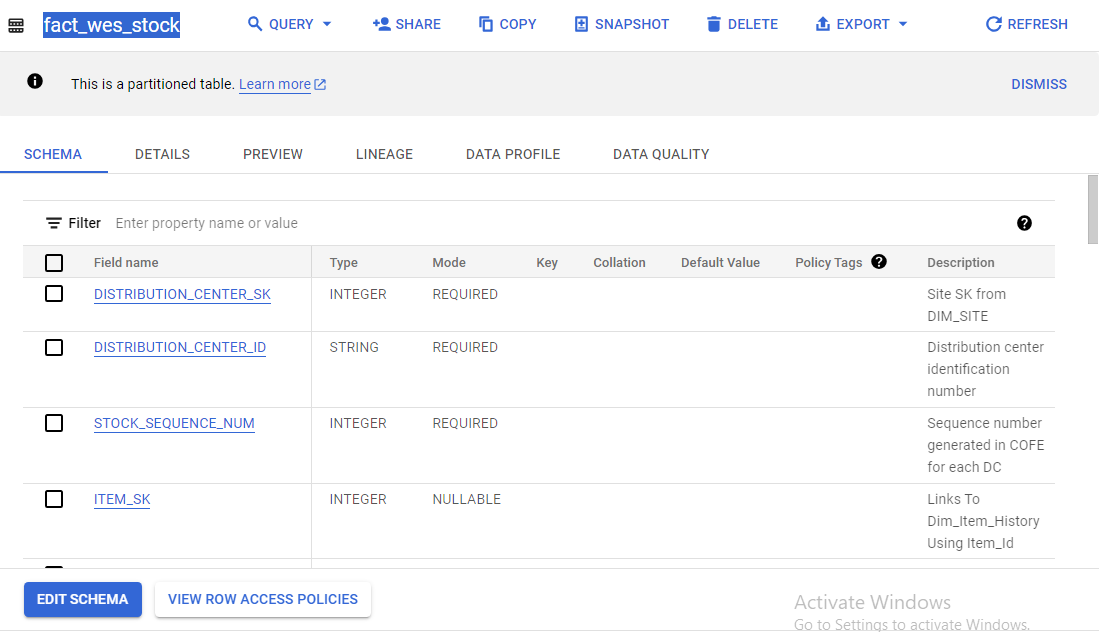 fact_wes_stock QUERY SHARE COPY SNAPSHOT DELETE EXPORT REFRESH
This is a partitioned table. Learn more DISMISS
SCHEMA DETAILS PREVIEW LINEAGE DATA PROFILE DATA QUALITY
Filter Enter property name or value
Field name Type Mode Key Collation Default Value Policy Tags Description
DISTRIBUTION_CENTER_SK INTEGER REQUIRED Site SK from
DIM_SITE
DISTRIBUTION_CENTER_ID STRING REQUIRED Distribution center
identification
number
STOCK_SEQUENCE_NUM INTEGER REQUIRED Sequence number
generated in COFE
for each DC
ITEM_SK INTEGER NULLABLE Links To
Dim_Item_History
Using Item_Id
EDIT SCHEMA VIEW ROW ACCESS POLICIES
Activate Windows
Go to Settings to activate Windows.